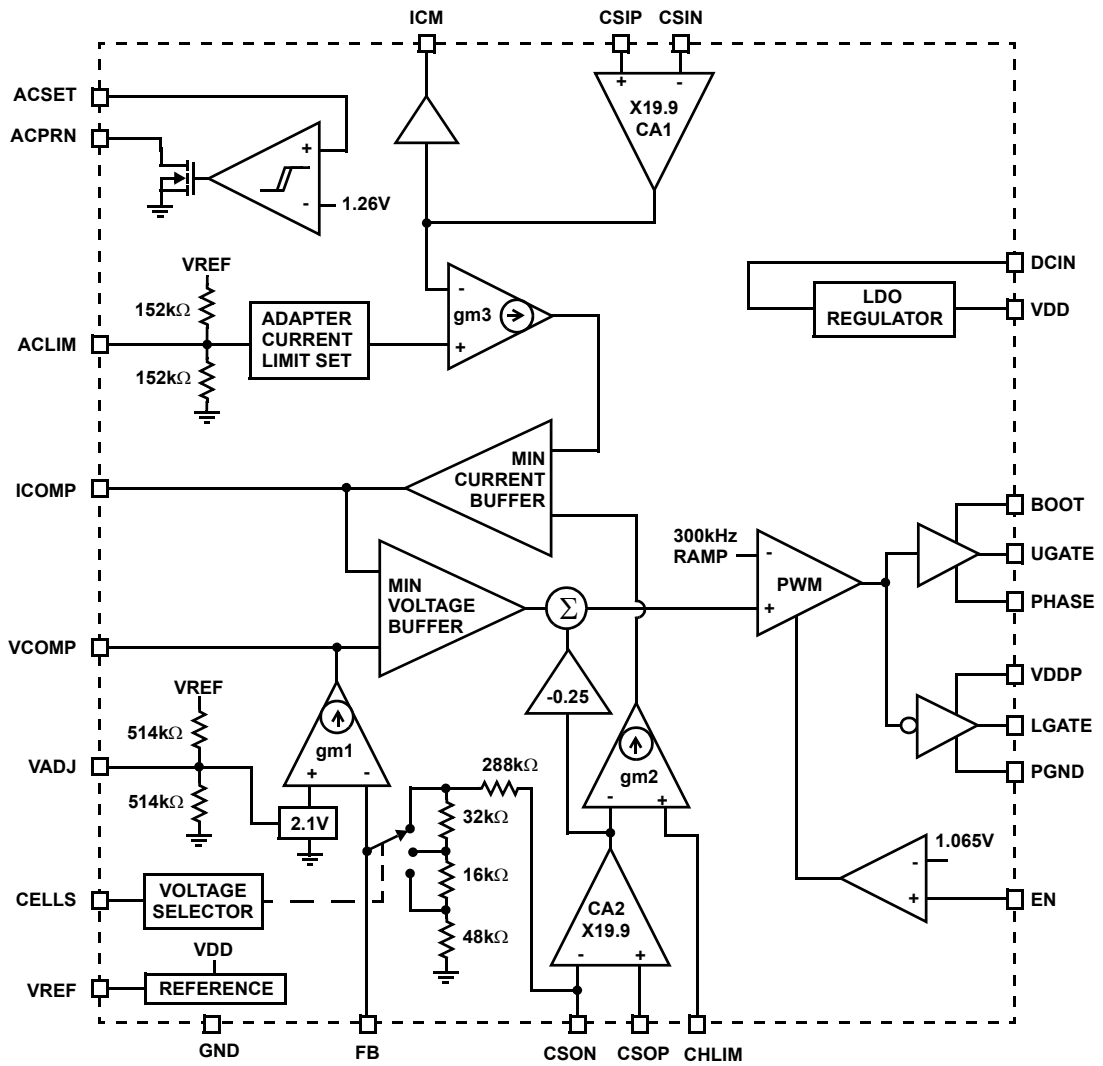 ICM
CSIP
CSIN
ACSET
ACPRN
+
-
1.26V
+
-
X19.9
CA1
VREF
152kΩ
152kΩ
ACLIM
ADAPTER
CURRENT
LIMIT SET
-
gm3
+
DCIN
LDO
REGULATOR
VDD
ICOMP
MIN
CURRENT
BUFFER
MIN
VOLTAGE
BUFFER
Σ
300kHz
RAMP
-
PWM
+
BOOT
UGATE
PHASE
VCOMP
VREF
514kΩ
514kΩ
VADJ
gm1
+
-
2.1V
-0.25
gm2
-
+
VDDP
LGATE
PGND
288kΩ
32kΩ
16kΩ
48kΩ
CELLS
VOLTAGE
SELECTOR
CA2
X19.9
-
+
1.065V
-
+
EN
VDD
VREF
REFERENCE
GND
FB
CSON
CSOP
CHLIM